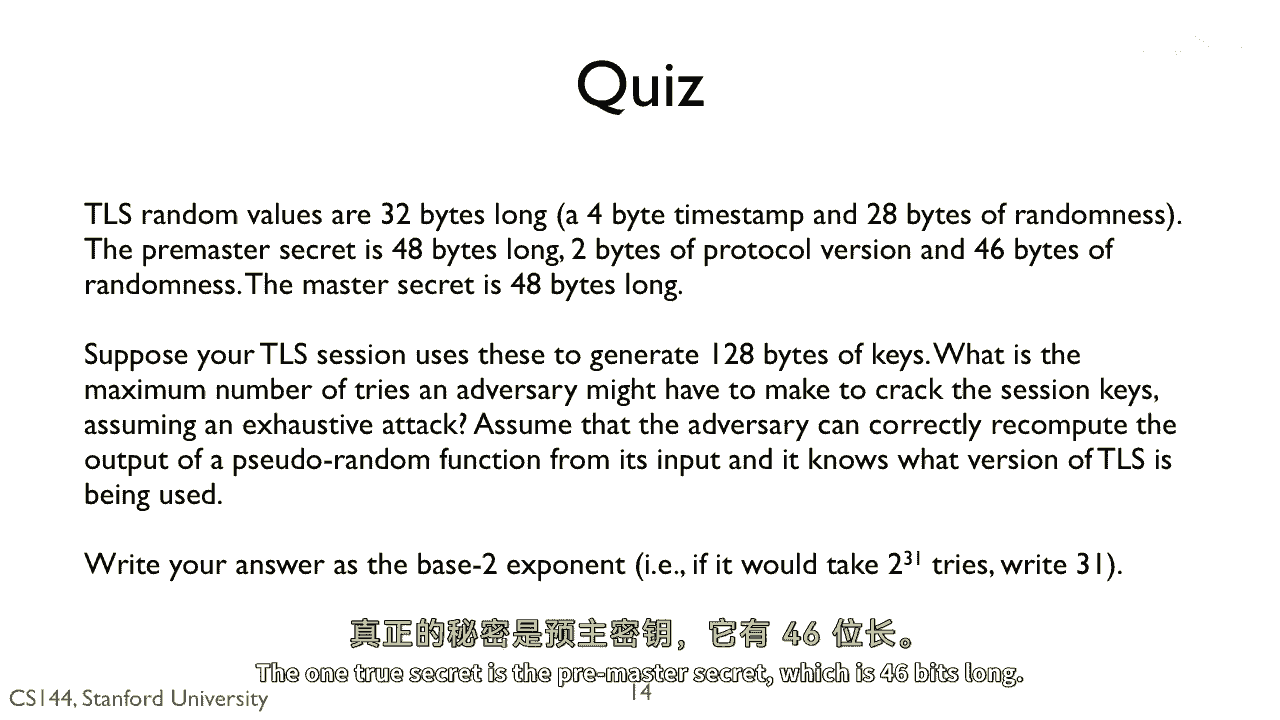 Quiz
TLS random values are 32 bytes long (a 4 byte timestamp and 28 bytes of randomness).
The premaster secret is 48 bytes long, 2 bytes of protocol version and 46 bytes of
randomness. The master secret is 48 bytes long.
Suppose your TLS session uses these to generate 128 bytes of keys. What is the
maximum number of tries an adversary might have to make to crack the session keys,
assuming an exhaustive attack? Assume that the adversary can correctly recompute the
output of a pseudo-random function from its input and it knows what version of TLS is
being used.
Write your answer as the base-2 exponent (i.e., if it would take 2³¹ tries, write 31).
真正的秘密是预主密钥，它有 46 位长。
The one true secret is the pre-master secret, which is 46 bits long.
CS144, Stanford University
14